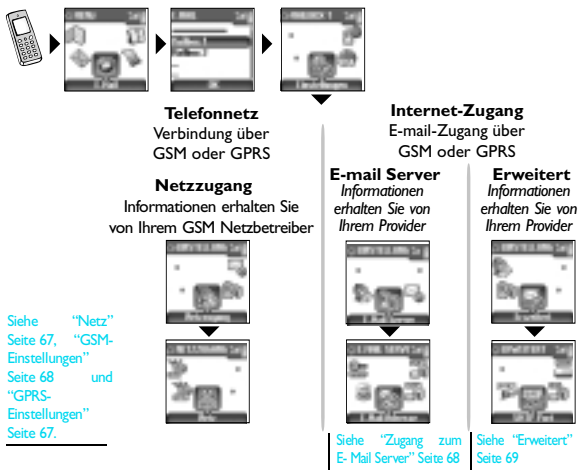 Telefonnetz
Verbindung über
GSM oder GPRS
Internet-Zugang
E-mail-Zugang über
GSM oder GPRS
Netzzugang
Informationen erhalten Sie
von Ihrem GSM Netzbetreiber
E-mail Server
Informationen
erhalten Sie von
Ihrem Provider
Erweitert
Informationen
erhalten Sie von
Ihrem Provider
Siehe "Netz"
Seite 67, "GSM-
Einstellungen"
Seite 68 und
"GPRS-
Einstellungen"
Seite 67.
Siehe "Zugang zum
E- Mail Server" Seite 68
Siehe "Erweitert"
Seite 69